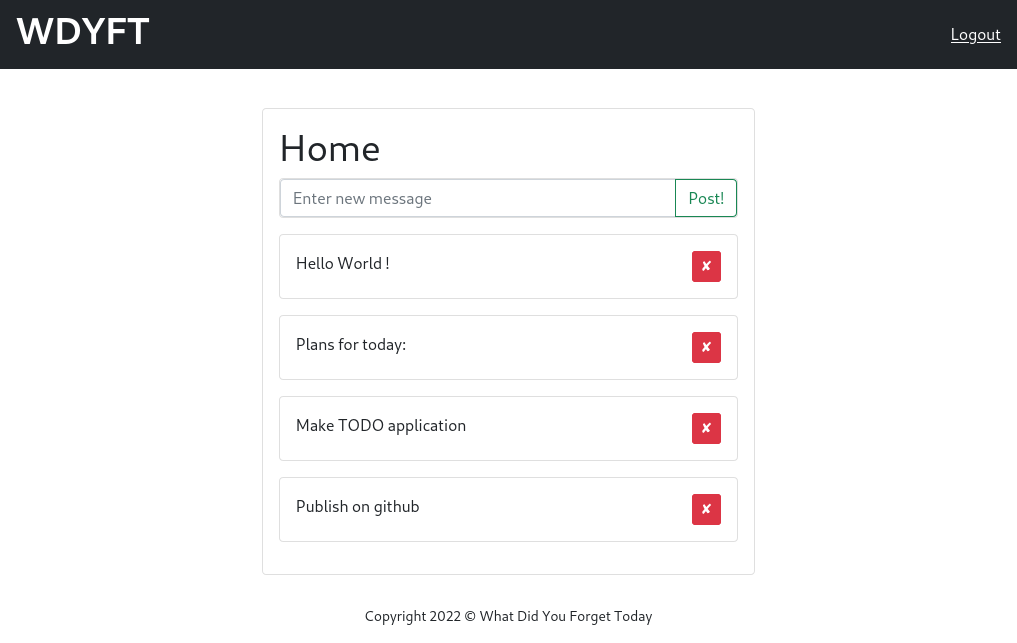 WDYFT
Logout
Home
Enter new message
Post!
Hello World !
✘
Plans for today:
✘
Make TODO application
✘
Publish on github
✘
Copyright 2022 © What Did You Forget Today